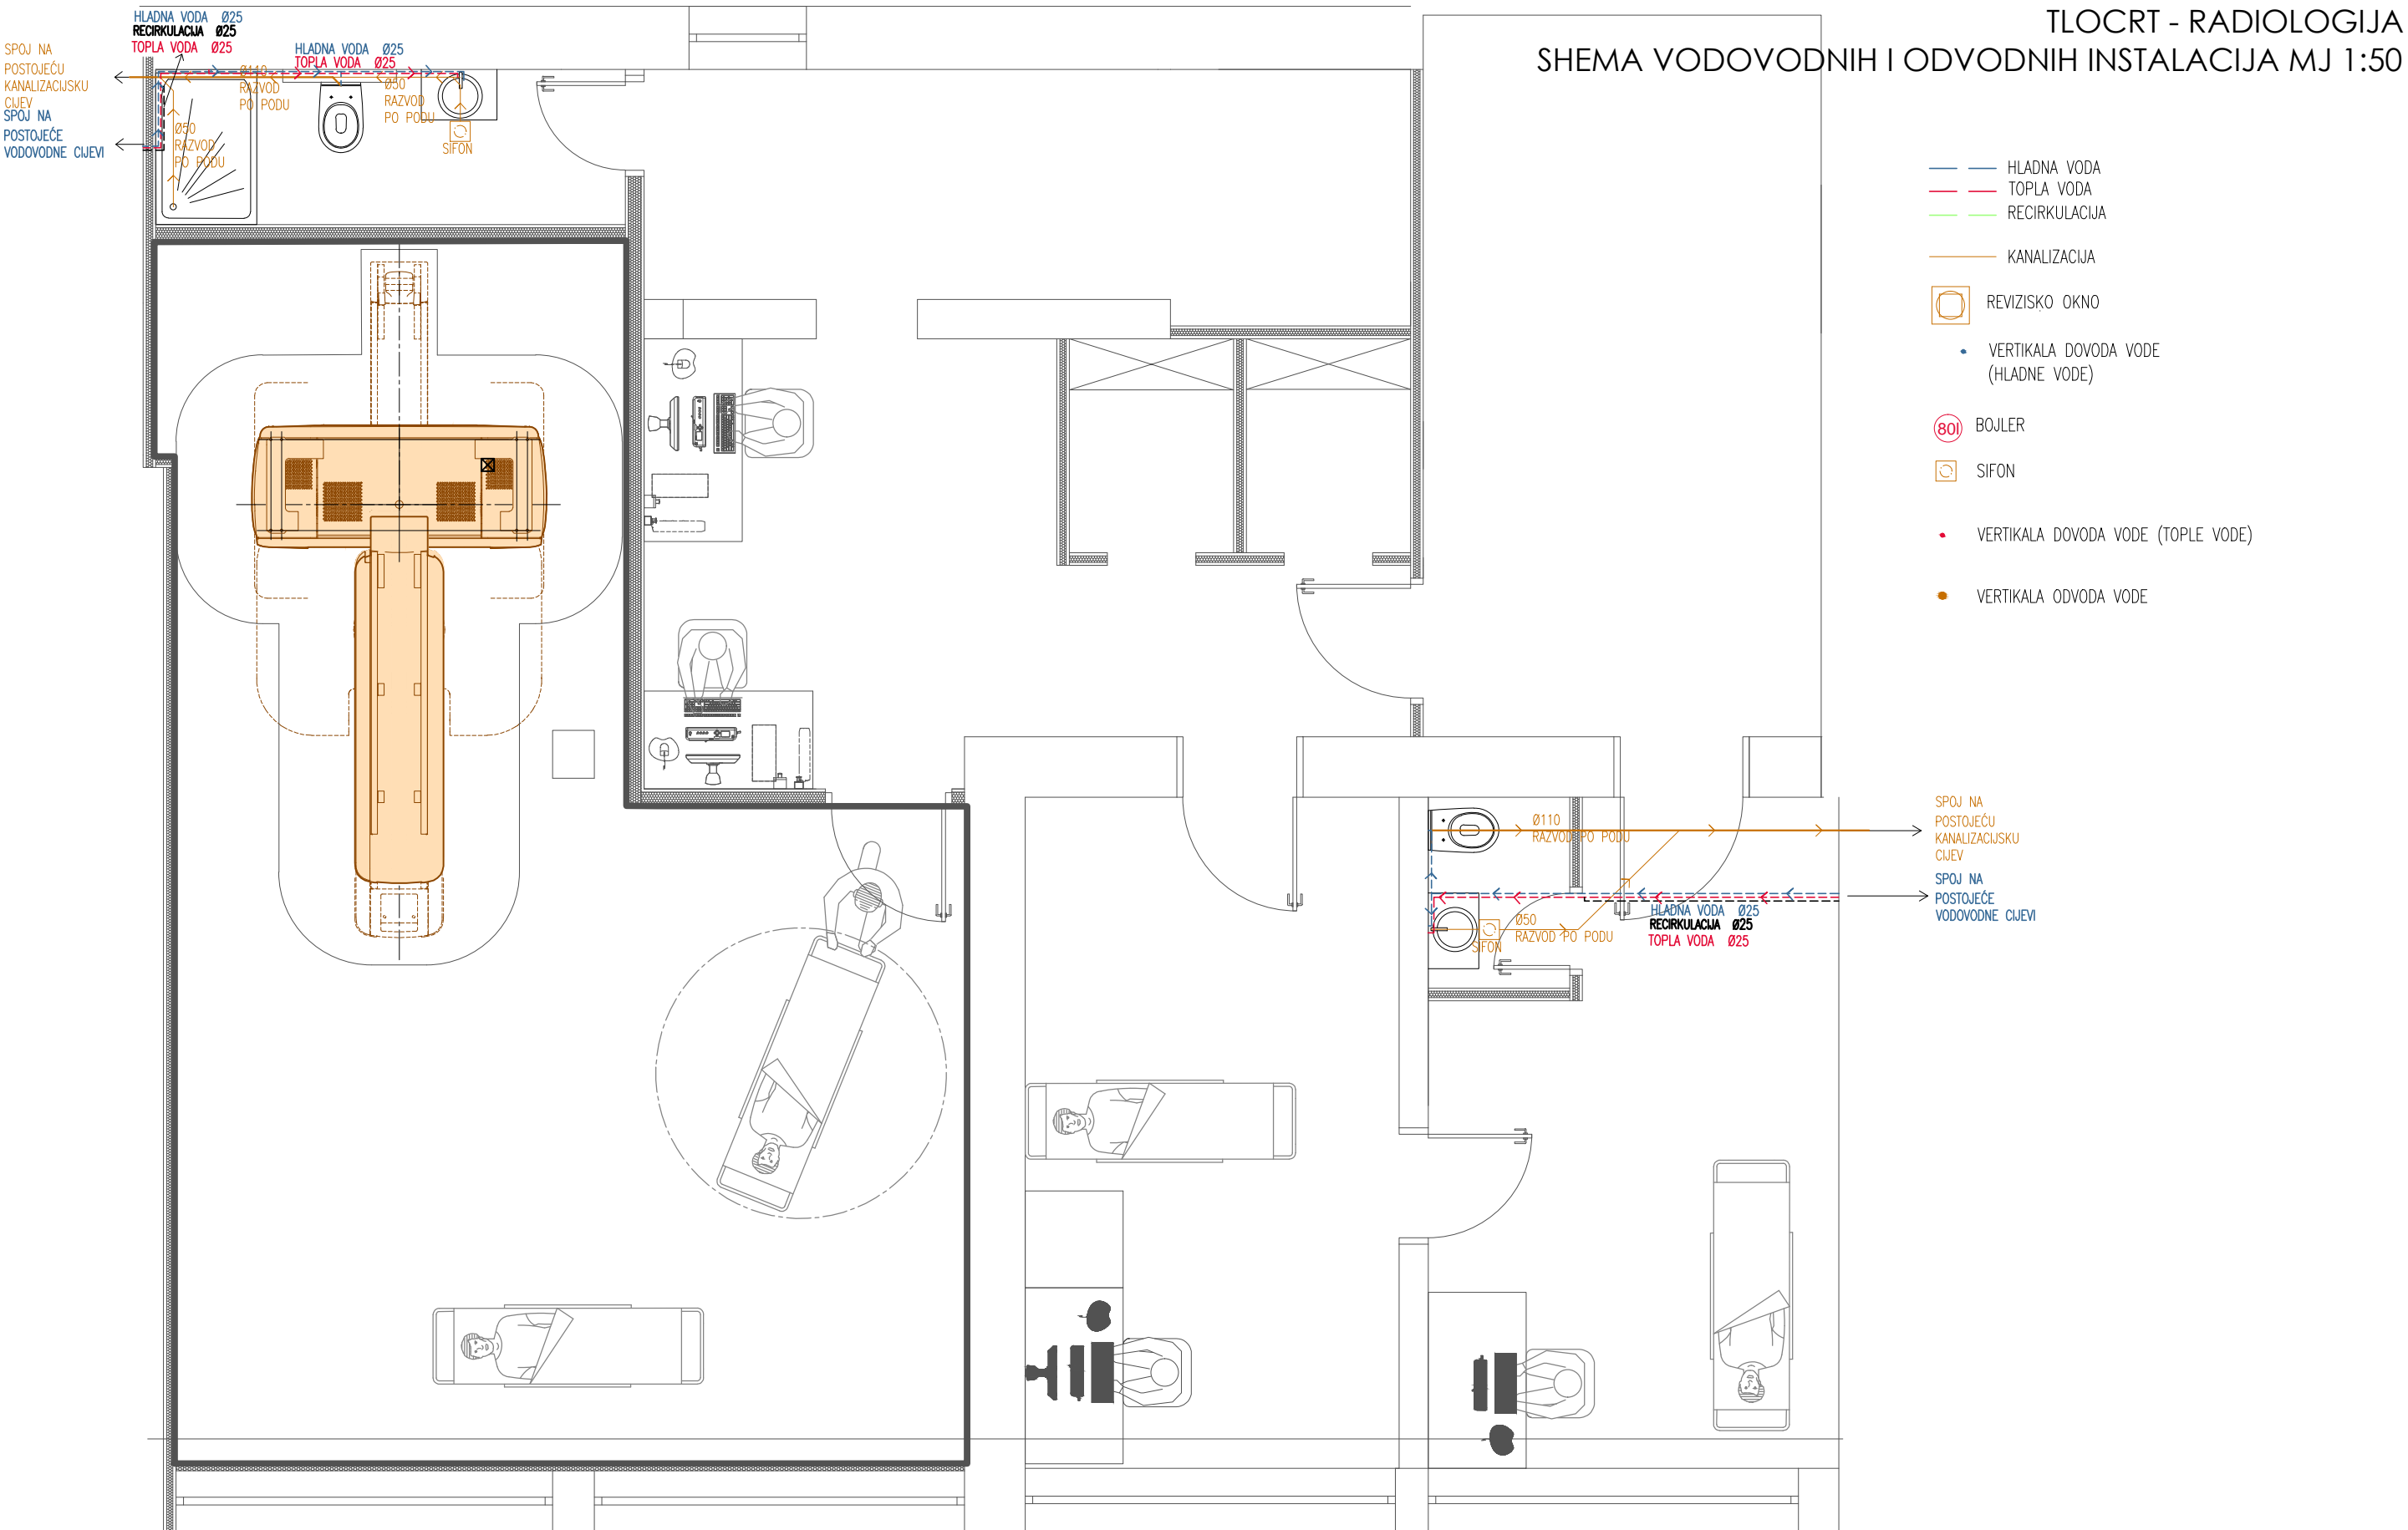 TLOCRT - RADIOLOGIJA
SHEMA VODOVODNIH I ODVODNIH INSTALACIJA MJ 1:50
HLADNA VODA Ø25
RECIRKULACIJA Ø25
TOPLA VODA Ø25
HLADNA VODA Ø25
TOPLA VODA Ø25
SPOJ NA
POSTOJEĆU
KANALIZACIJSKU
CIJEV
SPOJ NA
POSTOJEĆE
VODOVODNE CIJEVI
Ø110
RAZVOD
PO PODU
Ø50
RAZVOD
PO PODU
Ø50
RAZVOD
PO PODU
SIFON
HLADNA VODA
TOPLA VODA
RECIRKULACIJA
KANALIZACIJA
REVIZISKO OKNO
VERTIKALA DOVODA VODE
(HLADNE VODE)
80l
BOJLER
SIFON
VERTIKALA DOVODA VODE (TOPLE VODE)
VERTIKALA ODVODA VODE
Ø110
RAZVOD PO PODU
SPOJ NA
POSTOJEĆU
KANALIZACIJSKU
CIJEV
SPOJ NA
POSTOJEĆE
VODOVODNE CIJEVI
HLADNA VODA Ø25
RECIRKULACIJA Ø25
TOPLA VODA Ø25
Ø50
RAZVOD PO PODU
SIFON